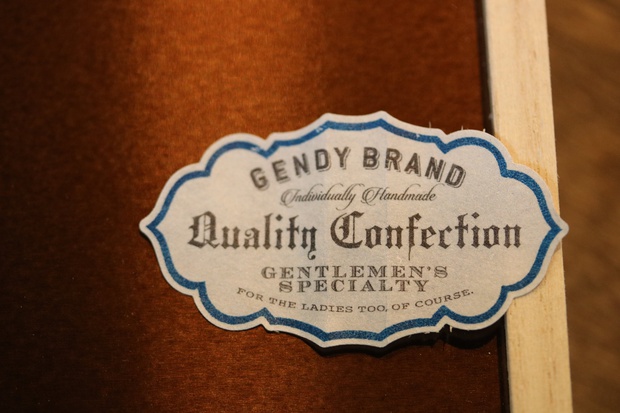 GENDY BRAND
Individually Handmade
Quality Confection
GENTLEMEN'S
SPECIALTY
FOR THE LADIES TOO, OF COURSE.